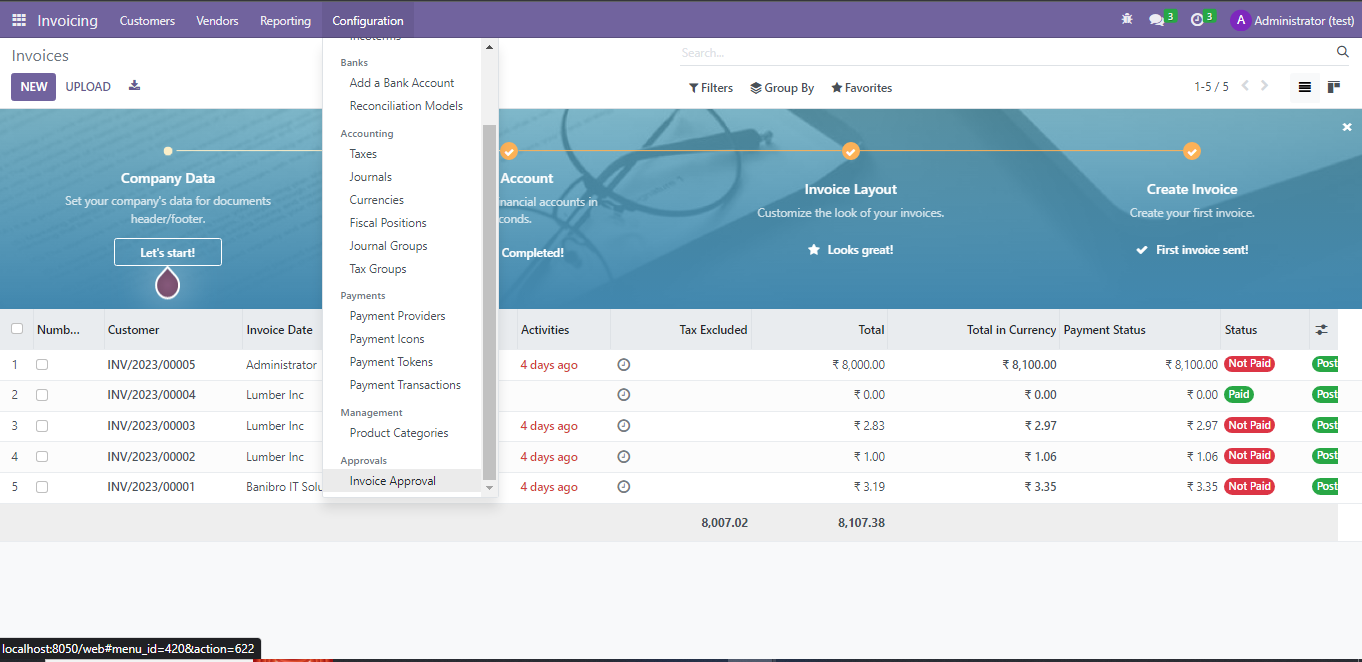 Invoicing Customers Vendors Reporting Configuration 3 3 A Administrator (test)
Invoices
Search...
NEW UPLOAD
Filters Group By Favorites
1-5 / 5
Incoterms
Banks
Add a Bank Account
Reconciliation Models
Accounting
Taxes
Journals
Currencies
Fiscal Positions
Journal Groups
Tax Groups
Payments
Payment Providers
Payment Icons
Payment Tokens
Payment Transactions
Management
Product Categories
Approvals
Invoice Approval
Company Data
Set your company's data for documents
header/footer.
Let's start!
Account
nancial accounts in
conds.
Completed!
Invoice Layout
Customize the look of your invoices.
Looks great!
Create Invoice
Create your first invoice.
First invoice sent!
Numb... Customer Invoice Date Activities Tax Excluded Total Total in Currency Payment Status Status
1 INV/2023/00005 Administrator 4 days ago ₹ 8,000.00 ₹ 8,100.00 ₹ 8,100.00 Not Paid Post
2 INV/2023/00004 Lumber Inc ₹ 0.00 ₹ 0.00 ₹ 0.00 Paid Post
3 INV/2023/00003 Lumber Inc 4 days ago ₹ 2.83 ₹ 2.97 ₹ 2.97 Not Paid Post
4 INV/2023/00002 Lumber Inc 4 days ago ₹ 1.00 ₹ 1.06 ₹ 1.06 Not Paid Post
5 INV/2023/00001 Banibro IT Solu 4 days ago ₹ 3.19 ₹ 3.35 ₹ 3.35 Not Paid Post
8,007.02 8,107.38
localhost:8050/web#menu_id=420&action=622